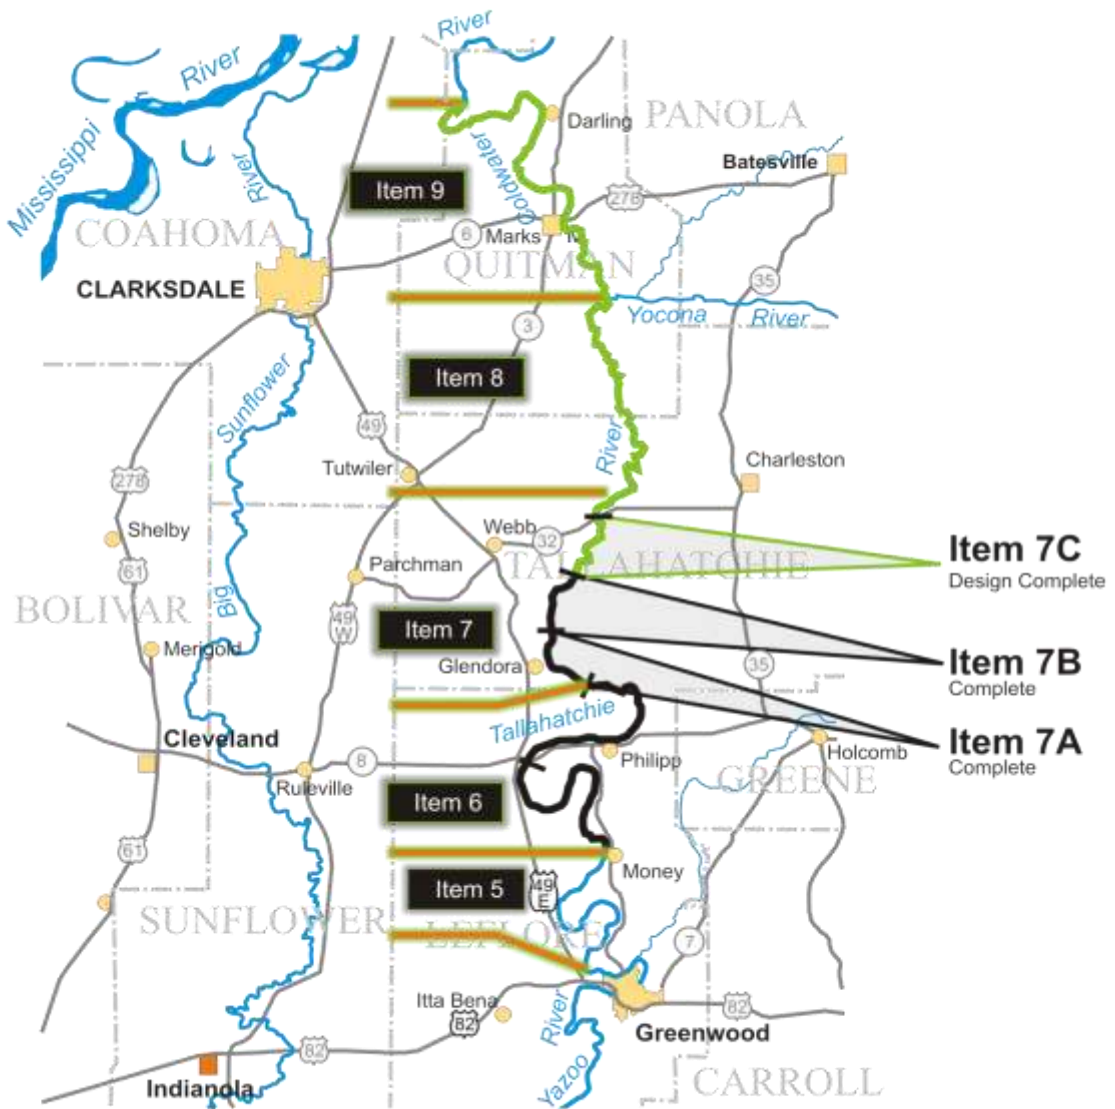 River
River
Mississippi
River
PANOLA
Darling
Batesville
Coldwater
Item 9
278
COAHOMA
6
Marks
QUITMAN
CLARKSDALE
35
Yocona River
3
Item 8
Sunflower
49
River
Tutwiler
Charleston
278
Webb
32
Shelby
Item 7C
Design Complete
61
Parchman
TALLAHATCHIE
Big
BOLIVAR
49
W
Item 7
Merigold
Glendora
35
Item 7B
Complete
Tallahatchie
Cleveland
Item 7A
Complete
8
Philipp
Holcomb
Ruleville
GREENE
Item 6
61
Money
Item 5
49
E
SUNFLOWER
LEFLORE
7
Itta Bena
82
82
River
Greenwood
82
Indianola
Yazoo
CARROLL